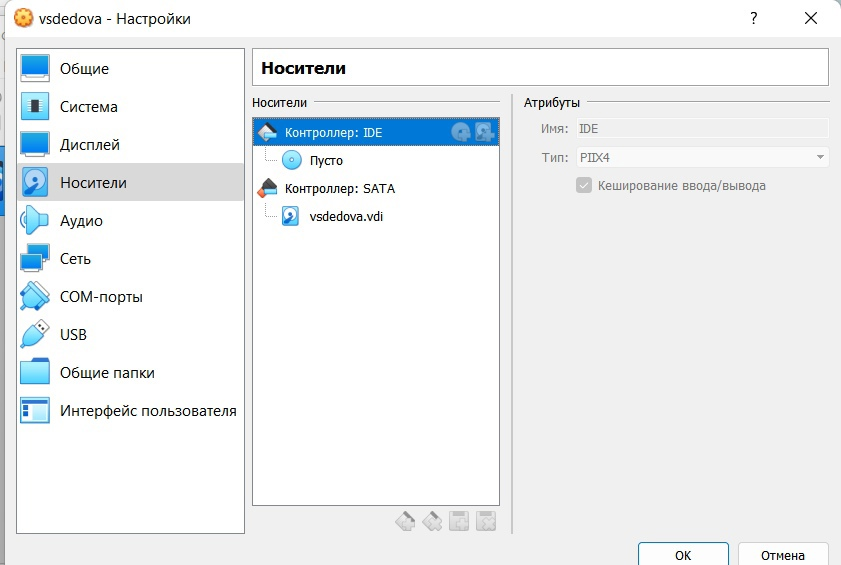 vsdedova - Настройки
?
Общие
Система
Дисплей
Носители
Аудио
Сеть
COM-порты
USB
Общие папки
Интерфейс пользователя
Носители
Носители
Контроллер: IDE
Пусто
Контроллер: SATA
vsdedova.vdi
Атрибуты
Имя: IDE
Тип: PIIX4
Кеширование ввода/вывода
OK
Отмена